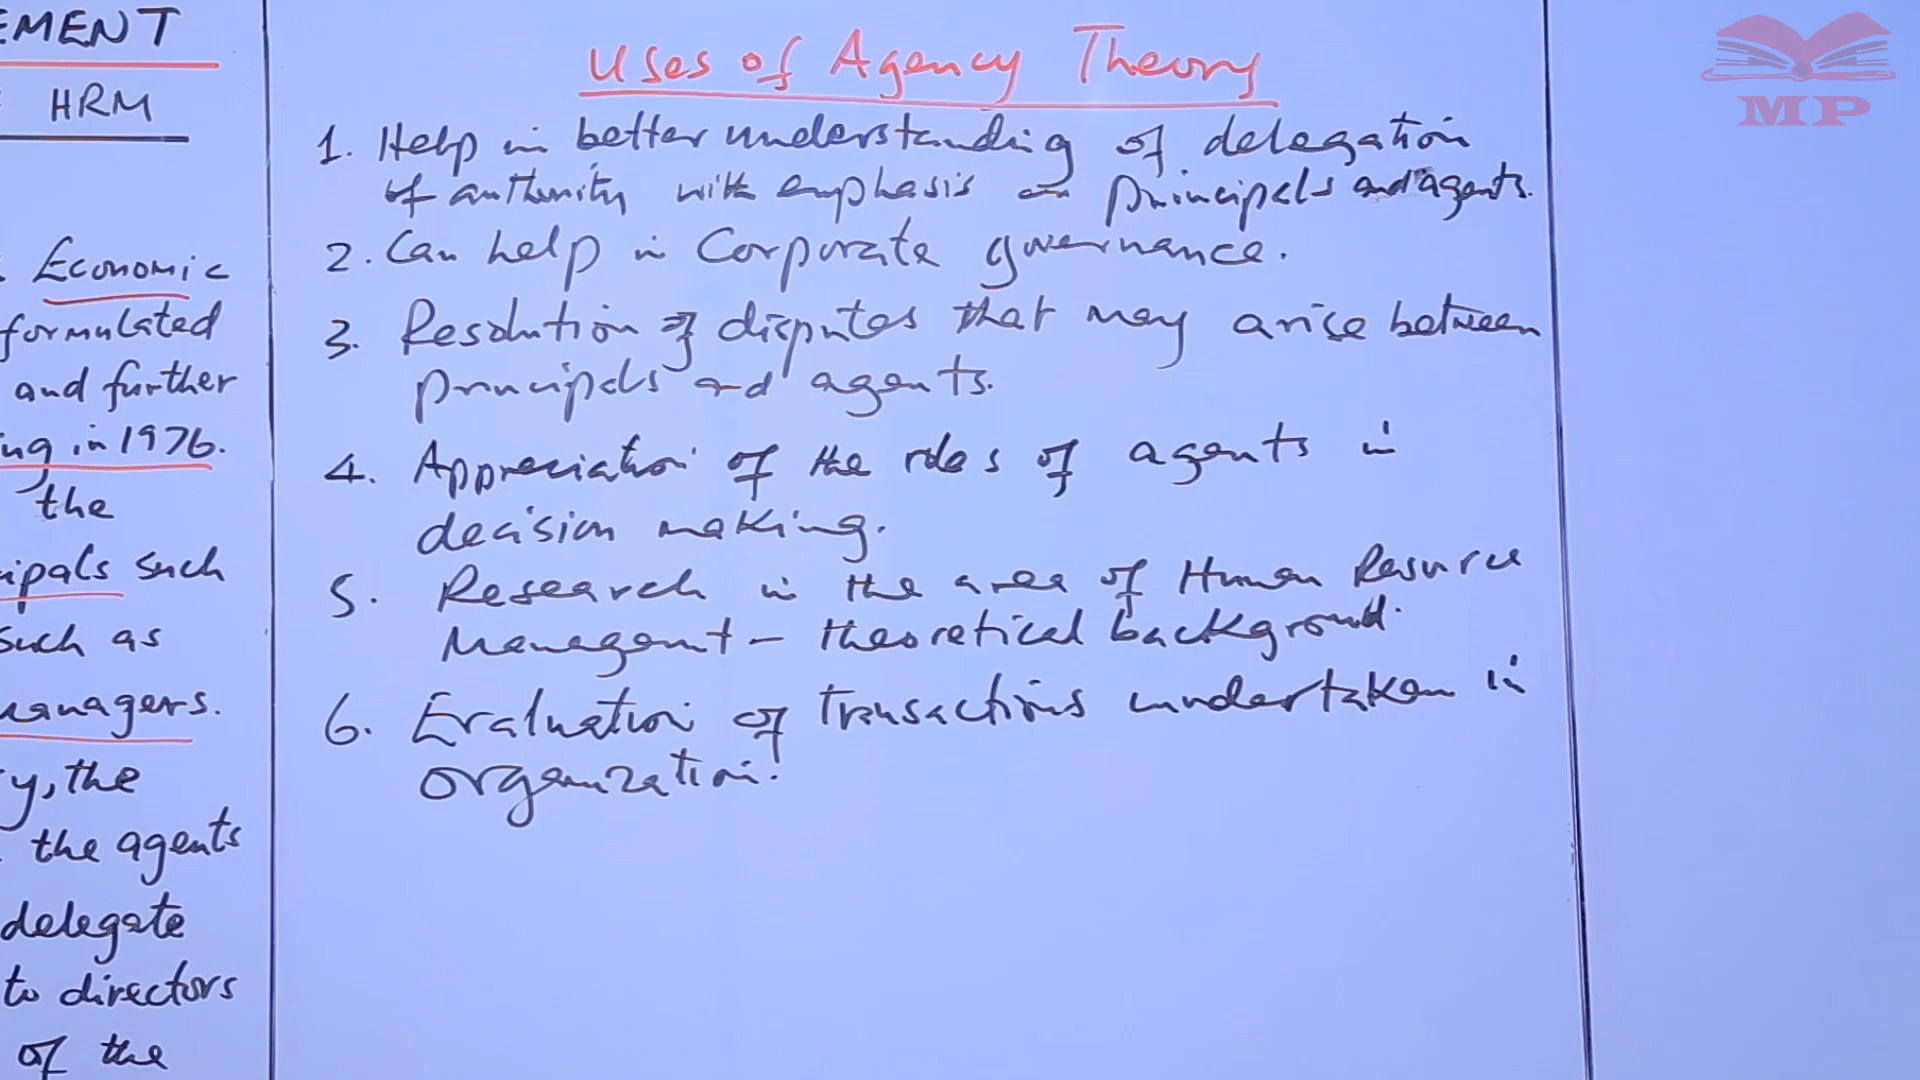 EMENT
HRM
Economic
formulated
and further
ng in 1976.
the
ipals such
such as
managers.
y, the
the agents
delegate
to directors
of the
Uses of Agency Theory
1. Help in better understanding of delegation
of authority with emphasis on principals and agents.
2. Can help in Corporate governance.
3. Resolution of disputes that may arise between
principals and agents.
4. Appreciation of the roles of agents in
decision making.
5. Research in the area of Human Resource
Management - theoretical background.
6. Evaluation of transactions undertaken in
organization.
MP